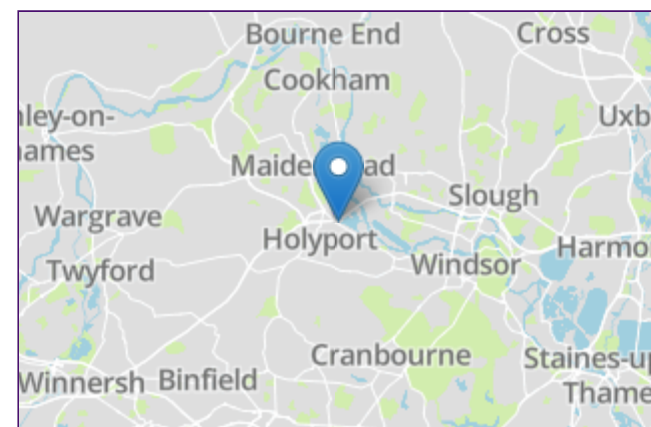 Bourne End
Cross
Cookham
nley-on-
ames
Uxb
Maide ad
Slough
Wargrave
Holyport
Harmo
Windsor
Twyford
Cranbourne
Staines-up
Winnersh
Binfield
Thame